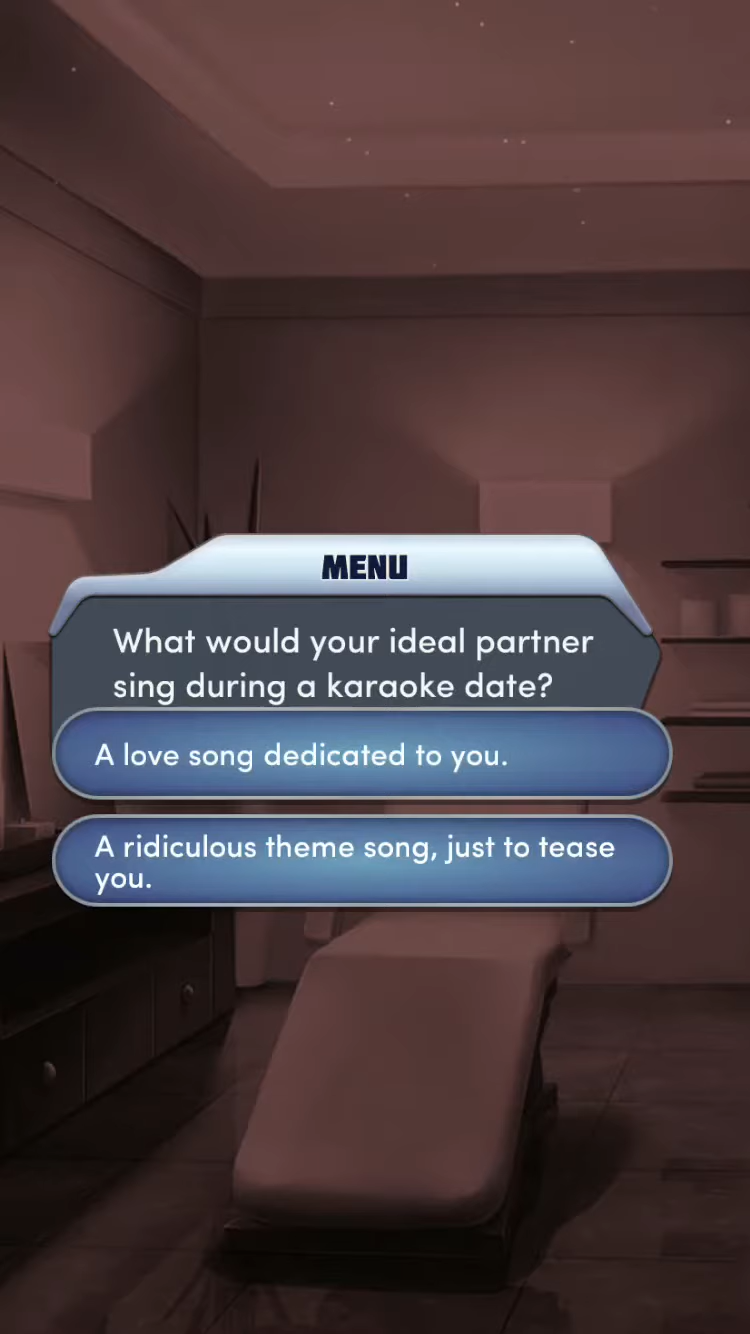 MENU
What would your ideal partner
sing during a karaoke date?
A love song dedicated to you.
A ridiculous theme song, just to tease
you.